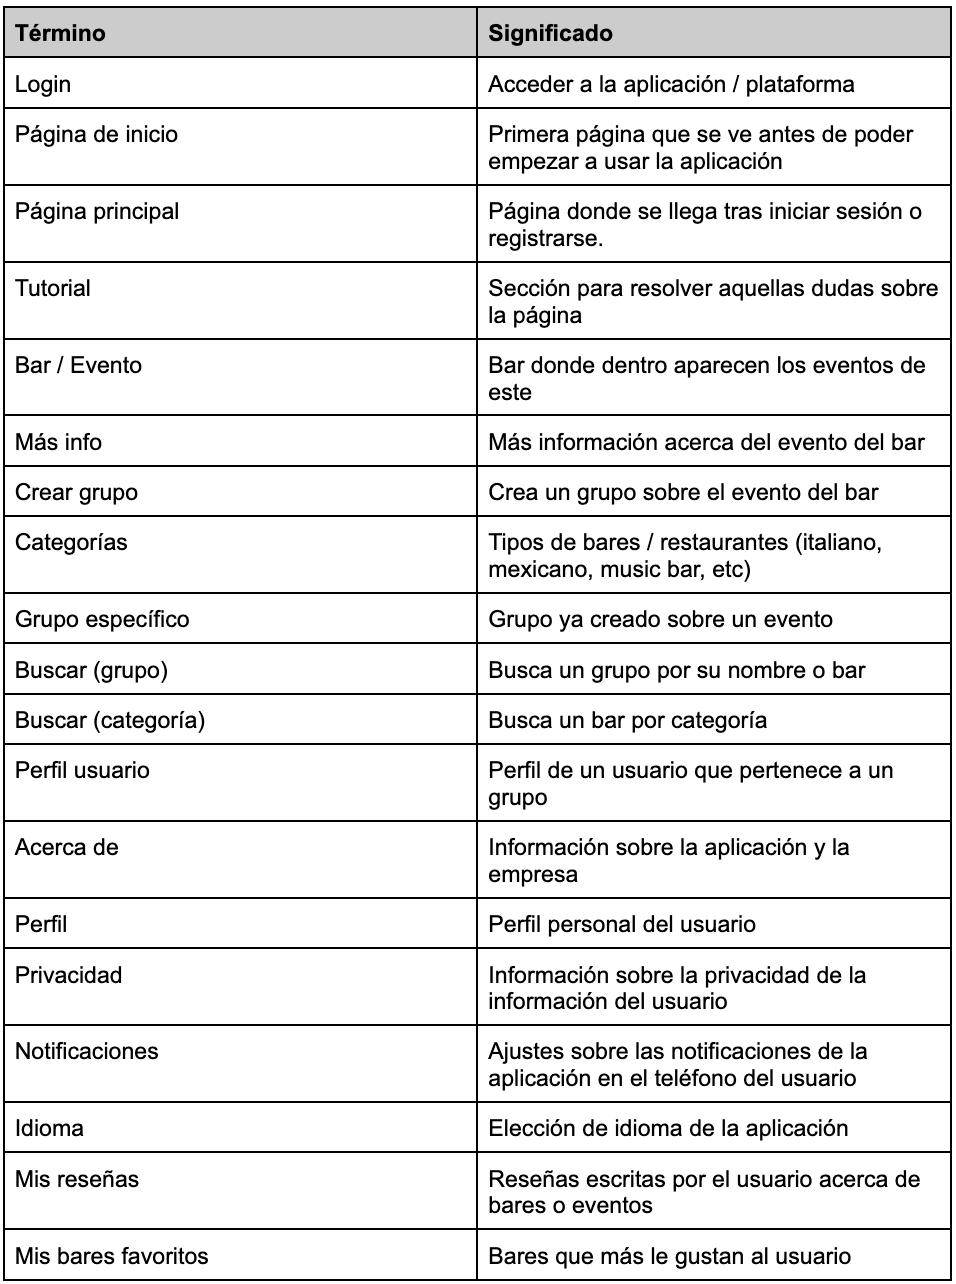 Término
Significado
Login
Acceder a la aplicación / plataforma
Página de inicio
Primera página que se ve antes de poder
empezar a usar la aplicación
Página principal
Página donde se llega tras iniciar sesión o
registrarse.
Tutorial
Sección para resolver aquellas dudas sobre
la página
Bar / Evento
Bar donde dentro aparecen los eventos de
este
Más info
Más información acerca del evento del bar
Crear grupo
Crea un grupo sobre el evento del bar
Categorías
Tipos de bares / restaurantes (italiano,
mexicano, music bar, etc)
Grupo específico
Grupo ya creado sobre un evento
Buscar (grupo)
Busca un grupo por su nombre o bar
Buscar (categoría)
Busca un bar por categoría
Perfil usuario
Perfil de un usuario que pertenece a un
grupo
Acerca de
Información sobre la aplicación y la
empresa
Perfil
Perfil personal del usuario
Privacidad
Información sobre la privacidad de la
información del usuario
Notificaciones
Ajustes sobre las notificaciones de la
aplicación en el teléfono del usuario
Idioma
Elección de idioma de la aplicación
Mis reseñas
Reseñas escritas por el usuario acerca de
bares o eventos
Mis bares favoritos
Bares que más le gustan al usuario